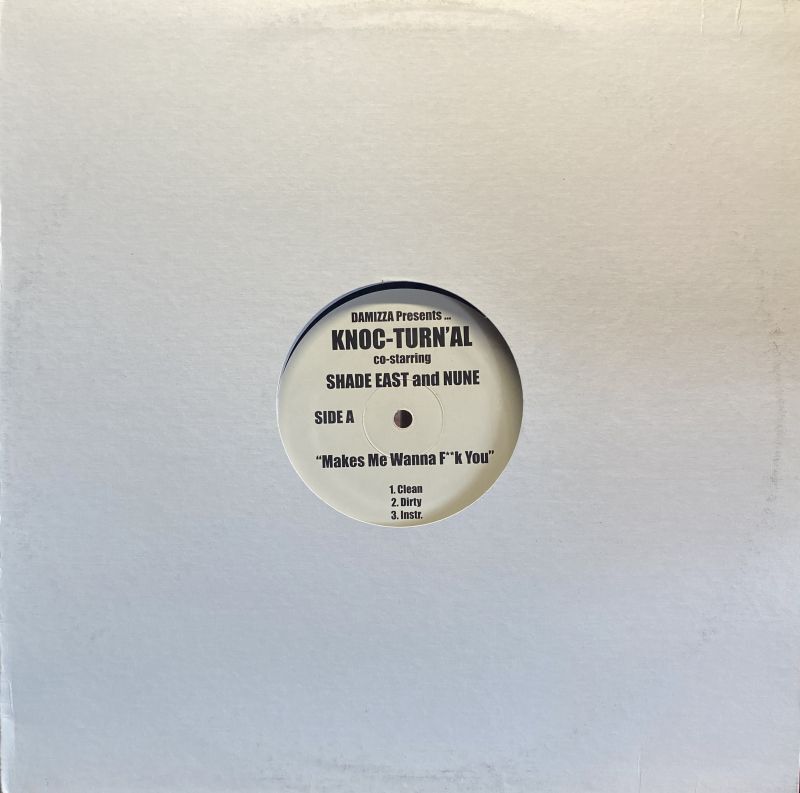 DAMIZZA Presents ...
KNOC-TURN'AL
co-starring
SHADE EAST and NUNE
SIDE A
"Makes Me Wanna F**k You"
1. Clean
2. Dirty
3. Instr.